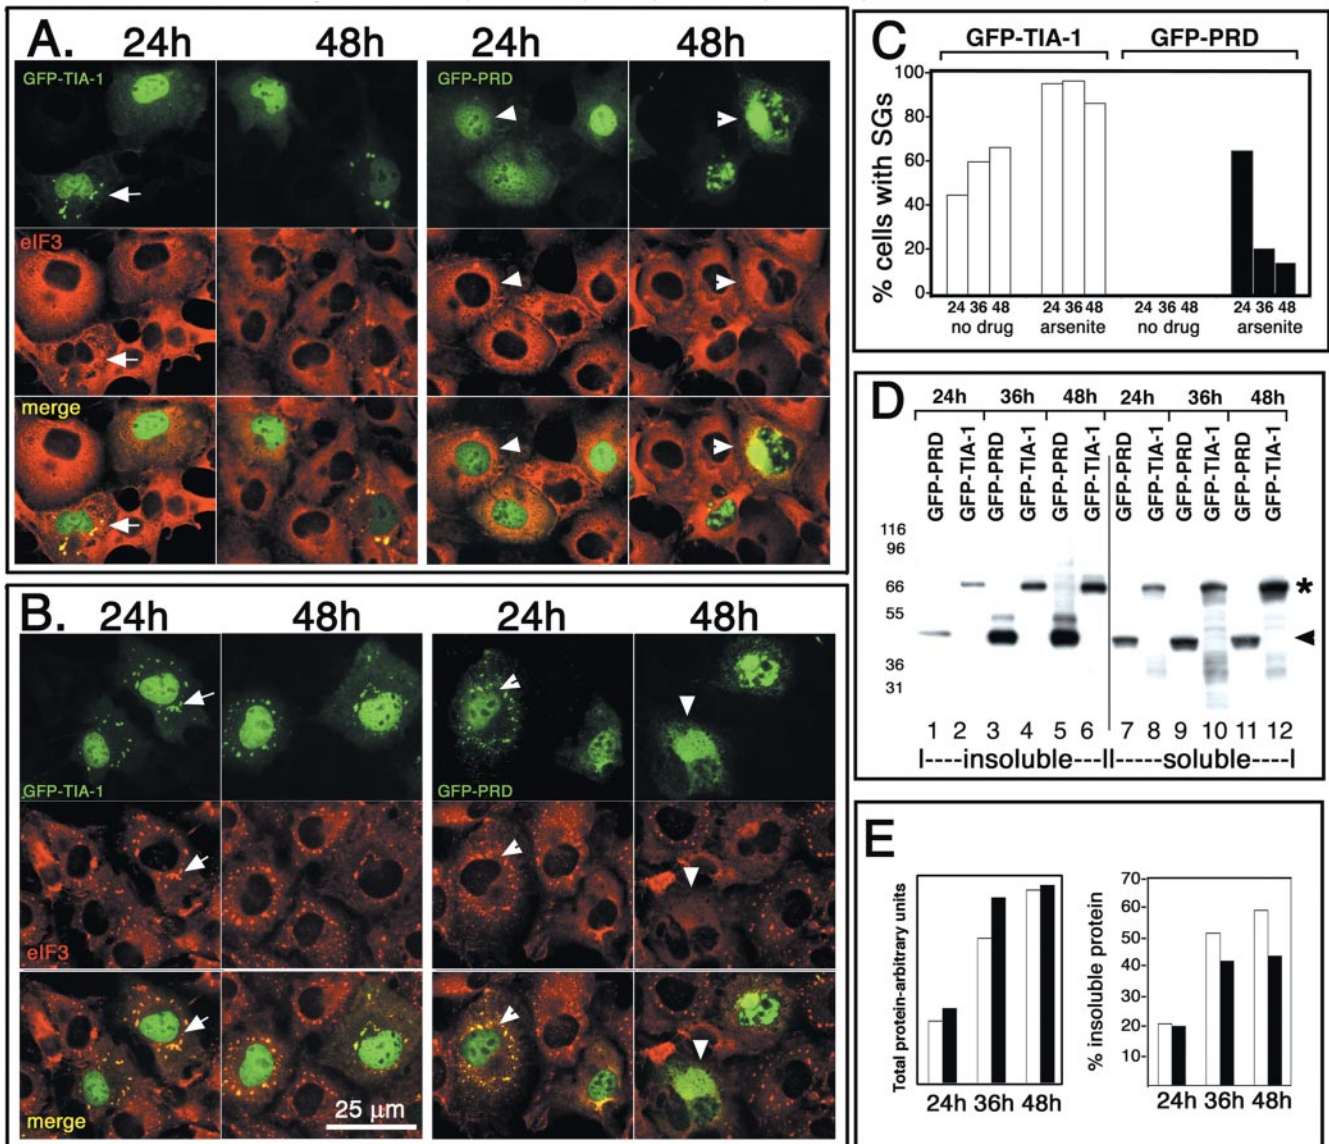 A. 24h 48h 24h 48h
GFP-TIA-1 GFP-PRD
eIF3
merge
B. 24h 48h 24h 48h
GFP-TIA-1 GFP-PRD
eIF3
merge
25 µm
C GFP-TIA-1 GFP-PRD
% cells with SGs
100
80
60
40
20
0
24 36 48 24 36 48 24 36 48 24 36 48
no drug arsenite no drug arsenite
D 24h 36h 48h 24h 36h 48h
GFP-PRD GFP-TIA-1 GFP-PRD GFP-TIA-1 GFP-PRD GFP-TIA-1 GFP-PRD GFP-TIA-1 GFP-PRD GFP-TIA-1 GFP-PRD GFP-TIA-1
116
96
66 *
55
36
31
1 2 3 4 5 6 7 8 9 10 11 12
I----insoluble---II-----soluble----I
E
Total protein-arbitrary units
24h 36h 48h
% insoluble protein
70-
60-
50-
40-
30-
20-
10-
24h 36h 48h